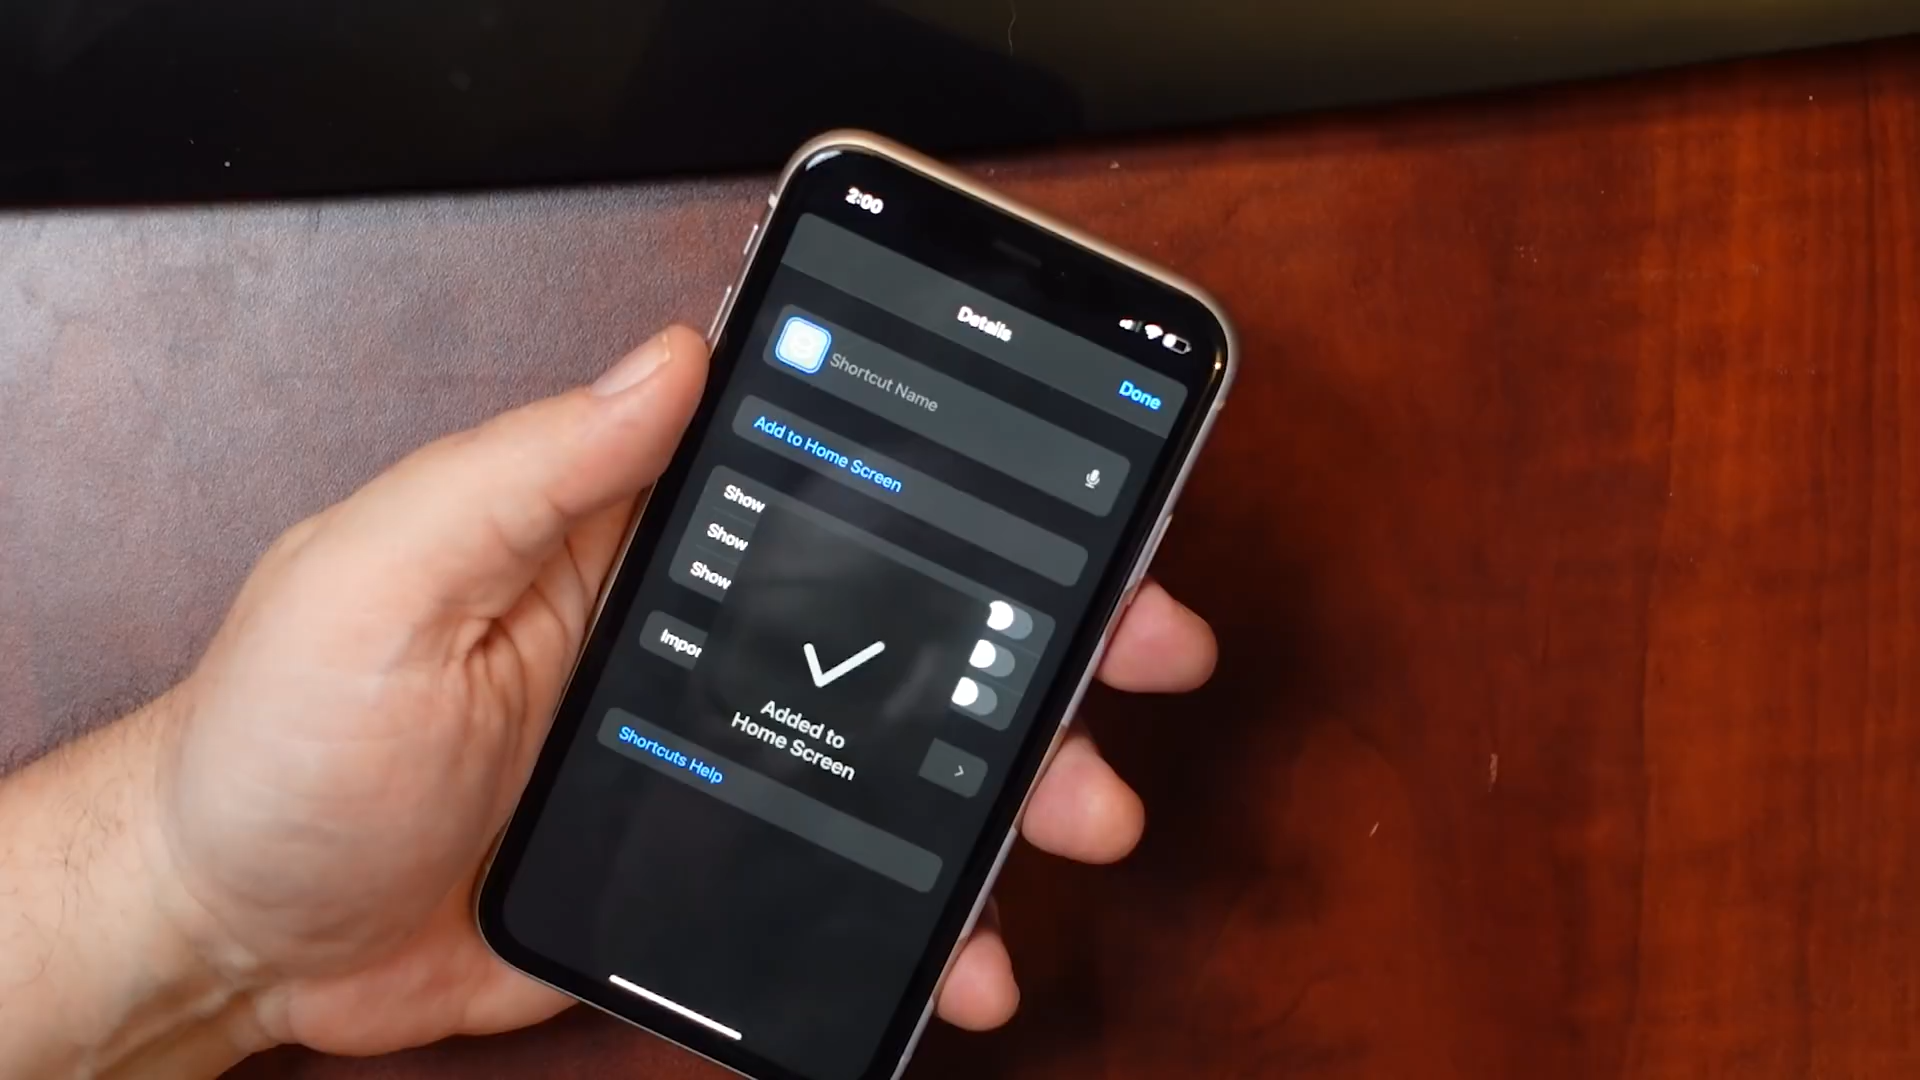 2:00
Details
Done
Shortcut Name
Add to Home Screen
Show
Show
Show
Impor
Added to
Home Screen
Shortcuts Help